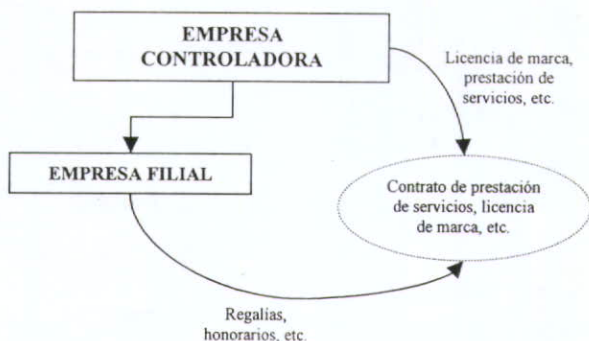 EMPRESA
CONTROLADORA
Licencia de marca,
prestación de
servicios, etc.
EMPRESA FILIAL
Contrato de prestación
de servicios, licencia
de marca, etc.
Regalías,
honorarios, etc.